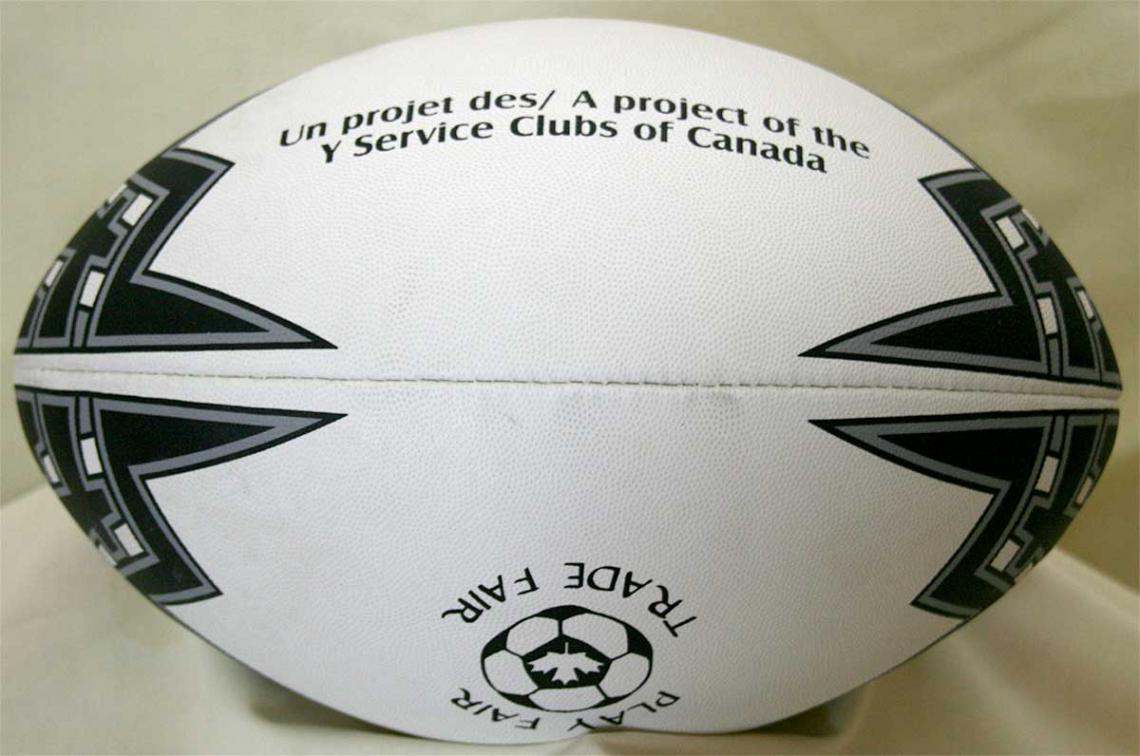 Un projet des/ A project of the
Y Service Clubs of Canada
TRADE FAIR
PLAY FAIR